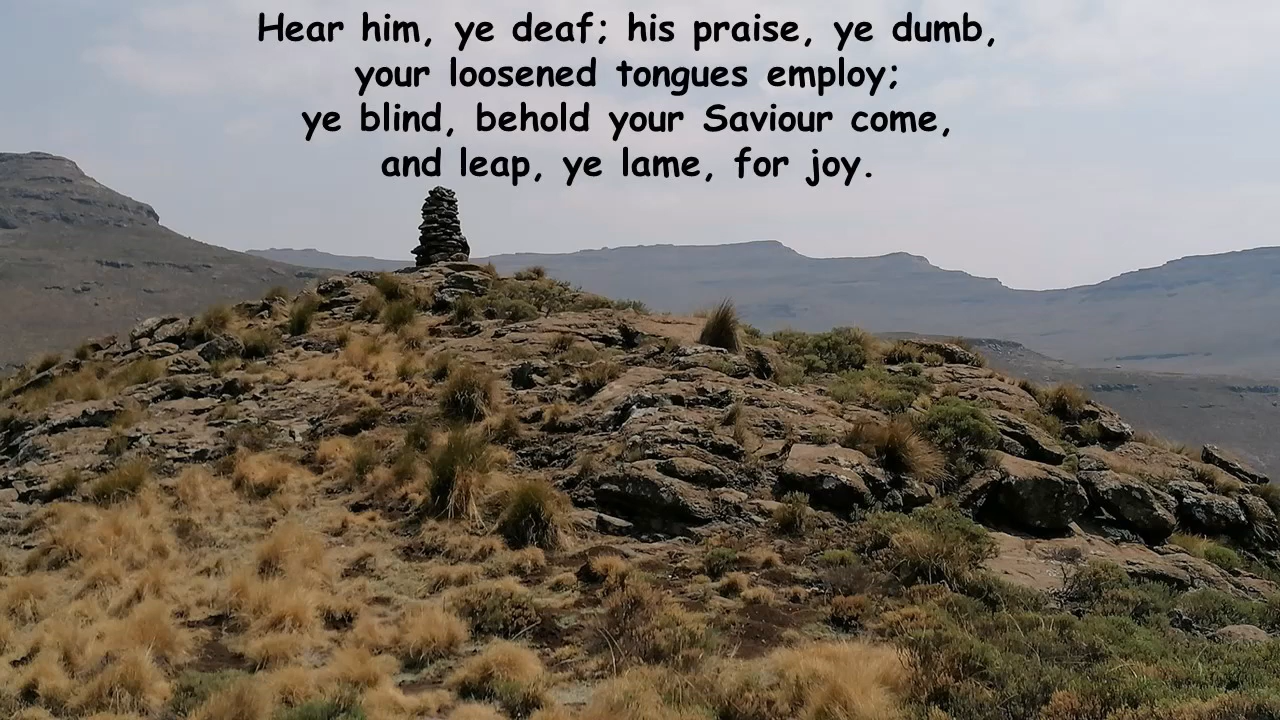 Hear him, ye deaf; his praise, ye dumb,
your loosened tongues employ;
ye blind, behold your Saviour come,
and leap, ye lame, for joy.